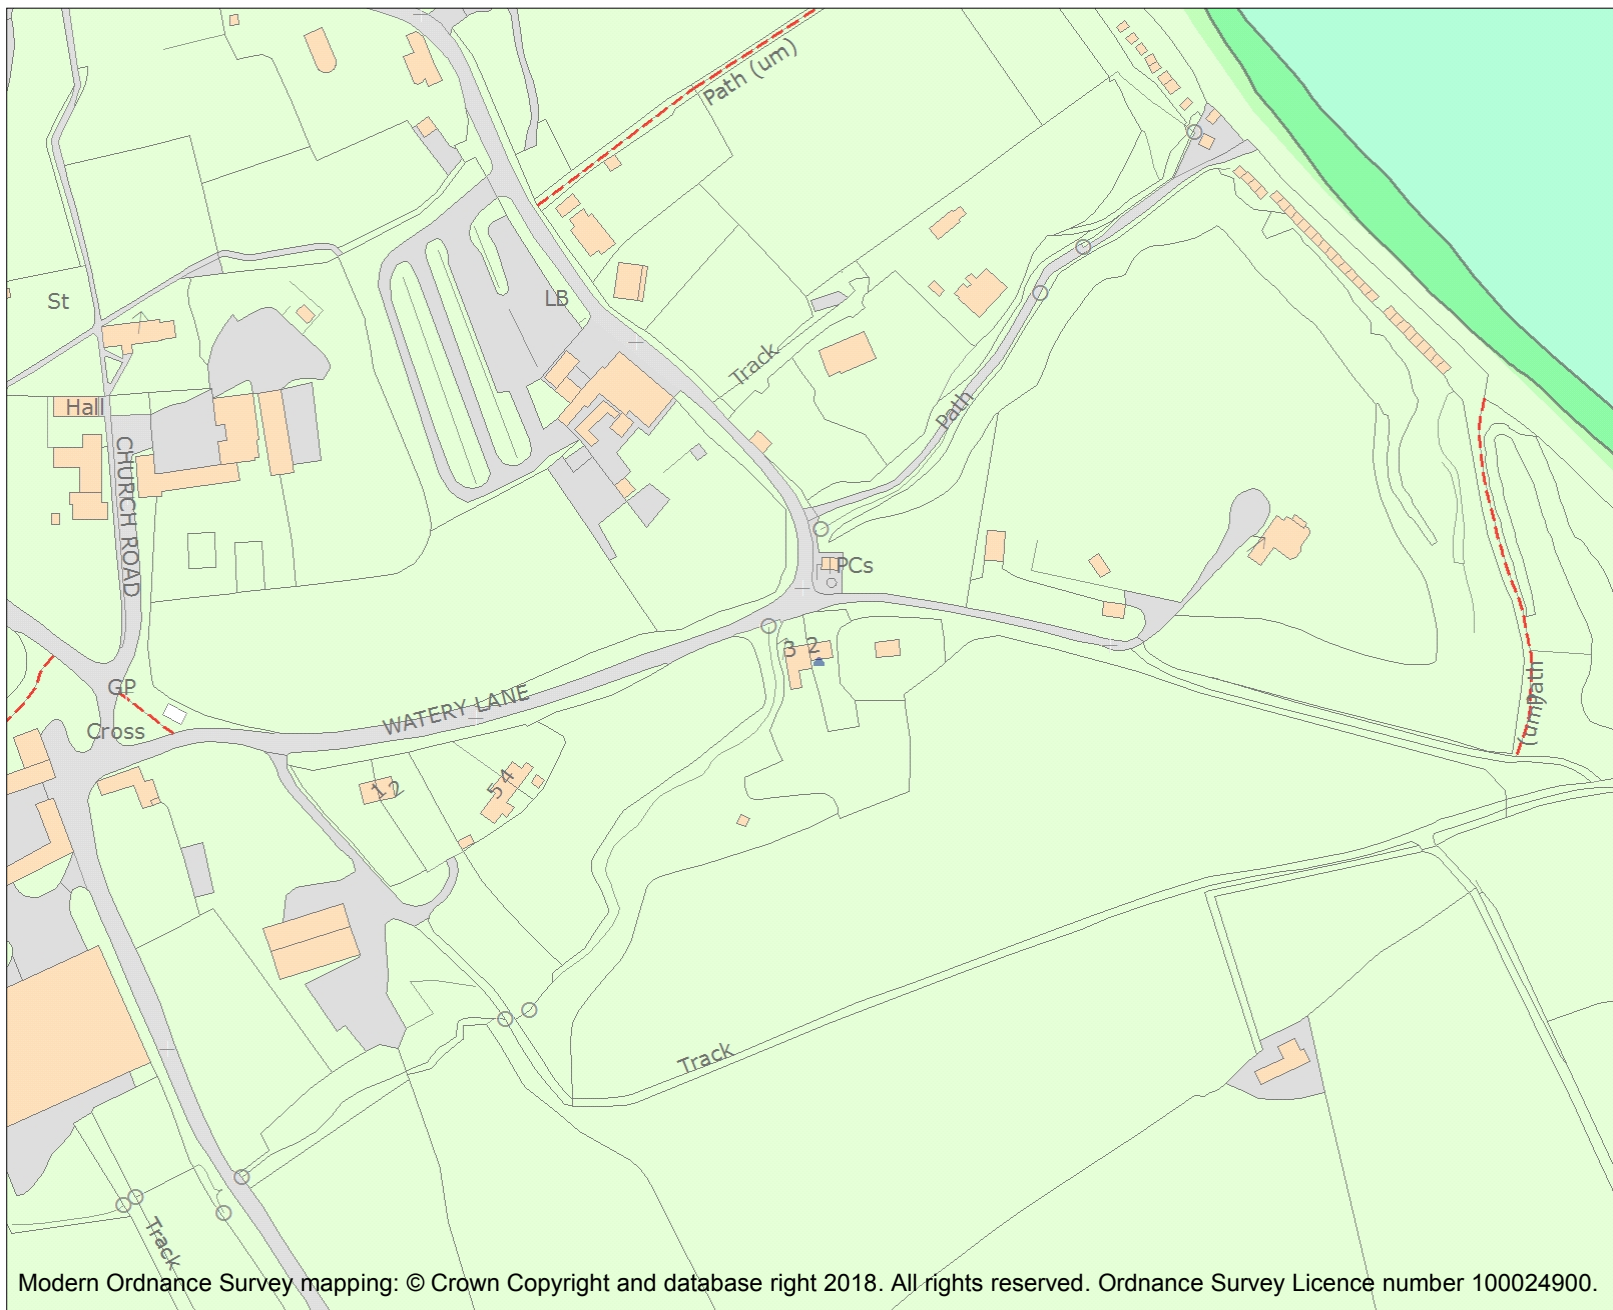 Path (um)
St
LB
Track
Hall
Path
CHURCH ROAD
PCs
3 2
GP
WATERY LANE
Cross
Path
(um)
1 2
5 4
Track
Track
Modern Ordnance Survey mapping: © Crown Copyright and database right 2018. All rights reserved. Ordnance Survey Licence number 100024900.